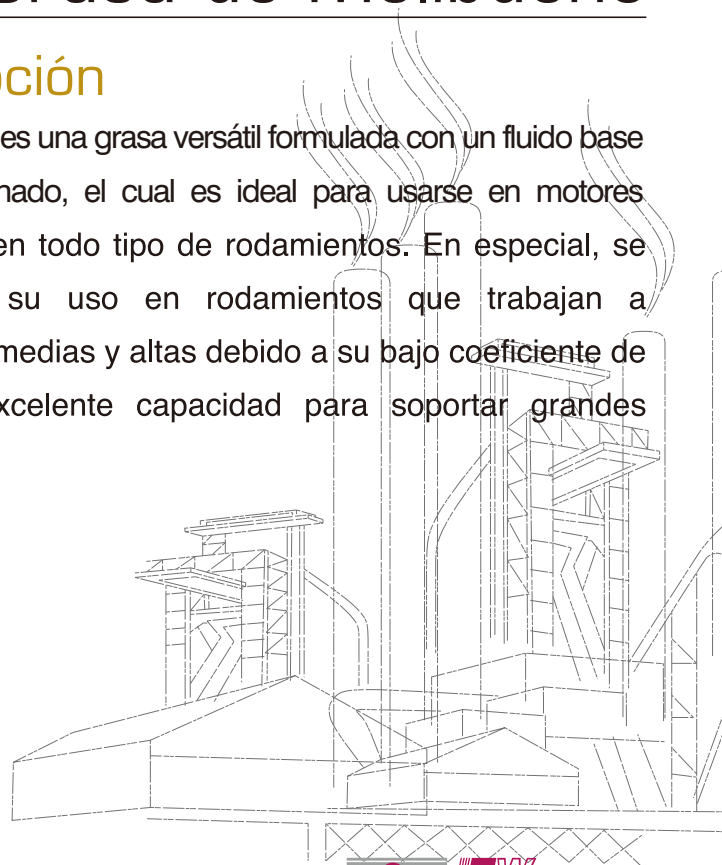 pción
es una grasa versátil formulada con un fluido base
nado, el cual es ideal para usarse en motores
en todo tipo de rodamientos. En especial, se
su uso en rodamientos que trabajan a
medias y altas debido a su bajo coeficiente de
xcelente capacidad para soportar grandes